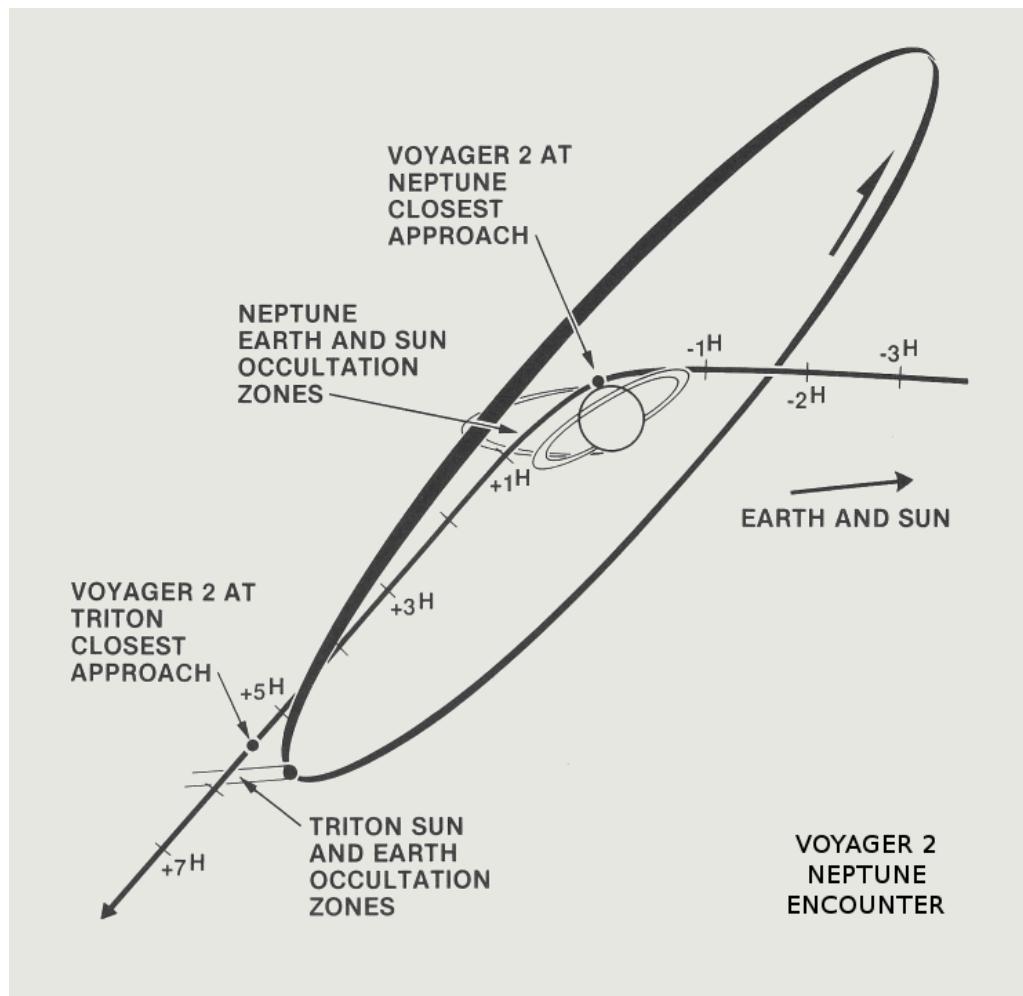 VOYAGER 2 AT
NEPTUNE
CLOSEST
APPROACH
NEPTUNE
EARTH AND SUN
OCCULTATION
ZONES
-1H
-2H
-3H
+1H
EARTH AND SUN
+3H
VOYAGER 2 AT
TRITON
CLOSEST
APPROACH
+5H
+7H
TRITON SUN
AND EARTH
OCCULTATION
ZONES
VOYAGER 2
NEPTUNE
ENCOUNTER